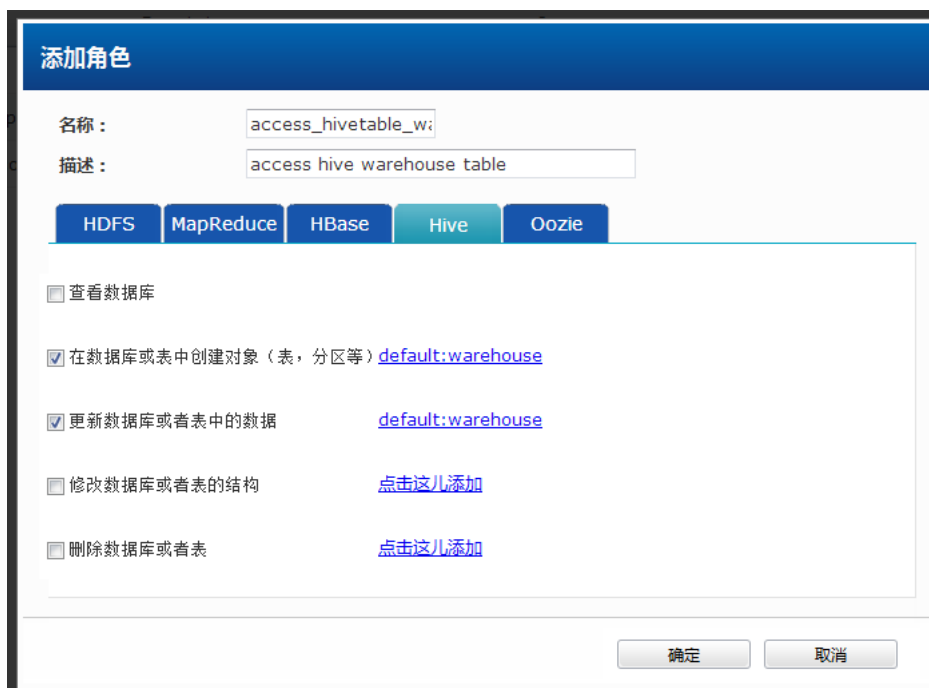 添加角色
名称： access_hivetable_wa
描述： access hive warehouse table
HDFS MapReduce HBase Hive Oozie
查看数据库
在数据库或表中创建对象（表，分区等） default:warehouse
更新数据库或者表中的数据 default:warehouse
修改数据库或者表的结构 点击这儿添加
删除数据库或者表 点击这儿添加
确定 取消